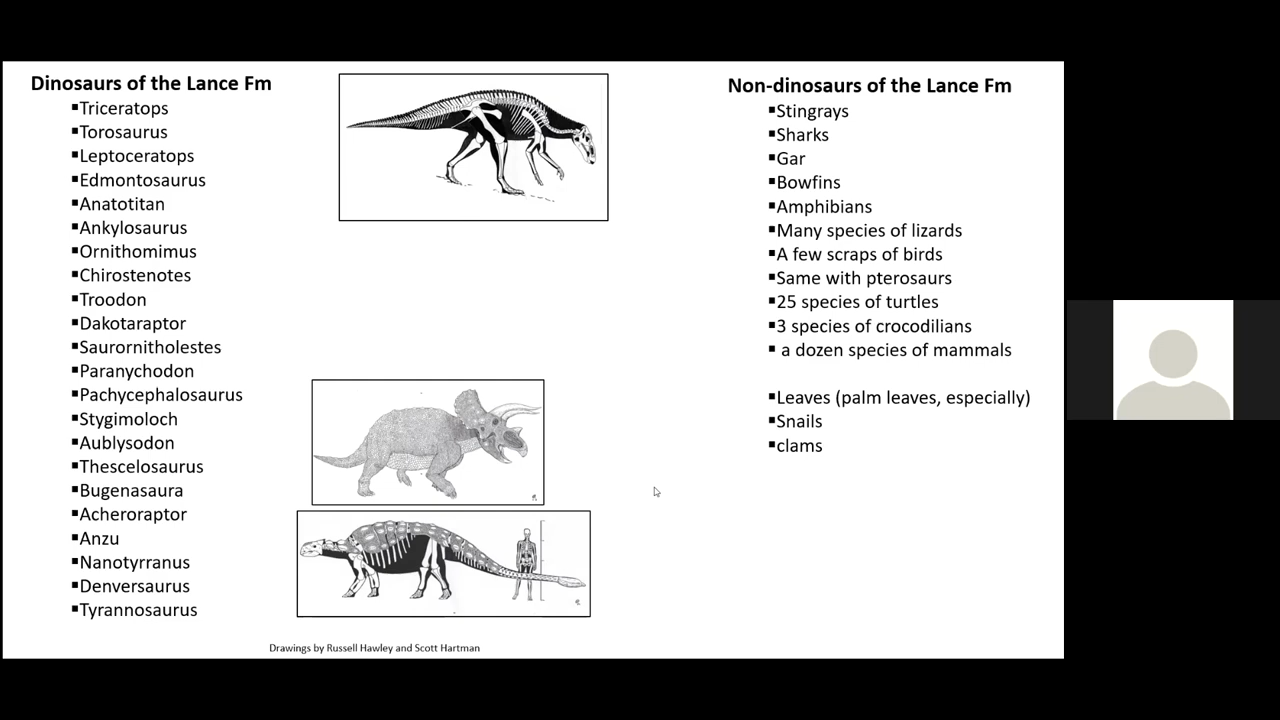 Dinosaurs of the Lance Fm
▪Triceratops
▪Torosaurus
▪Leptoceratops
▪Edmontosaurus
▪Anatotitan
▪Ankylosaurus
▪Ornithomimus
▪Chirostenotes
▪Troodon
▪Dakotaraptor
▪Saurornitholestes
▪Paranychodon
▪Pachycephalosaurus
▪Stygimoloch
▪Aublysodon
▪Thescelosaurus
▪Bugenasaura
▪Acheroraptor
▪Anzu
▪Nanotyrranus
▪Denversaurus
▪Tyrannosaurus
Drawings by Russell Hawley and Scott Hartman
Non-dinosaurs of the Lance Fm
▪Stingrays
▪Sharks
▪Gar
▪Bowfins
▪Amphibians
▪Many species of lizards
▪A few scraps of birds
▪Same with pterosaurs
▪25 species of turtles
▪3 species of crocodilians
▪ a dozen species of mammals
▪Leaves (palm leaves, especially)
▪Snails
▪clams